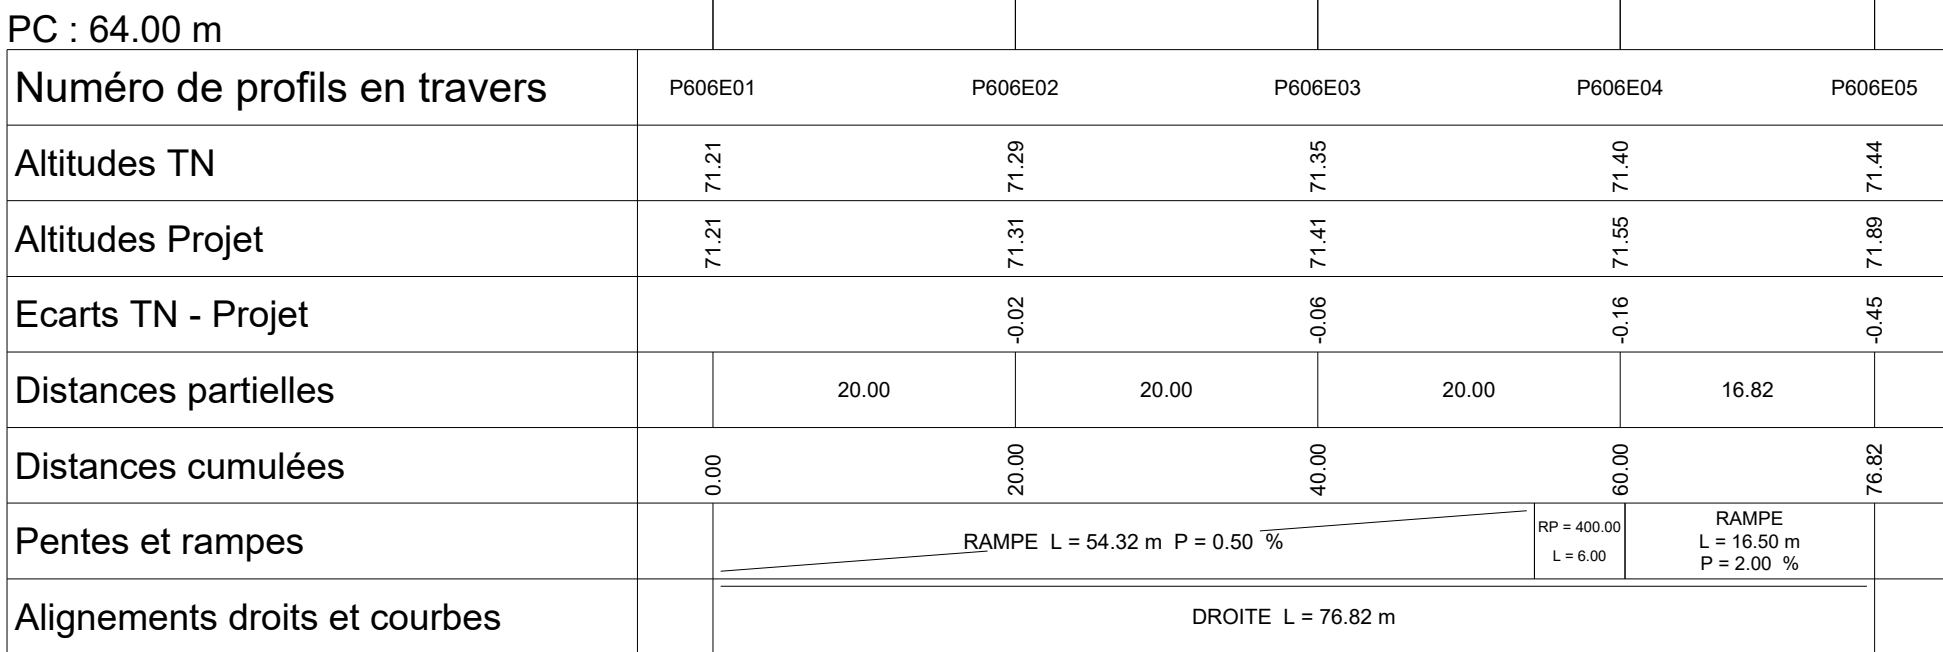 PC : 64.00 m
Numéro de profils en travers P606E01 P606E02 P606E03 P606E04 P606E05
Altitudes TN 71.21 71.29 71.35 71.40 71.44
Altitudes Projet 71.21 71.31 71.41 71.55 71.89
Ecarts TN - Projet -0.02 -0.06 -0.16 -0.45
Distances partielles 20.00 20.00 20.00 16.82
Distances cumulées 0.00 20.00 40.00 60.00 76.82
Pentes et rampes
RAMPE L = 54.32 m P = 0.50 %
RP = 400.00
L = 6.00
RAMPE
L = 16.50 m
P = 2.00 %
Alignements droits et courbes DROITE L = 76.82 m